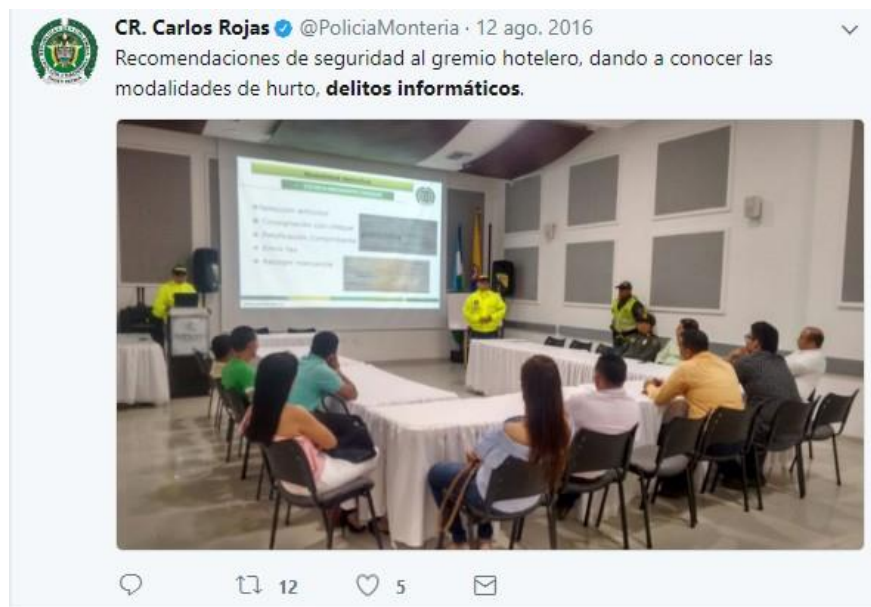 CR. Carlos Rojas @PoliciaMonteria · 12 ago. 2016
Recomendaciones de seguridad al gremio hotelero, dando a conocer las
modalidades de hurto, delitos informáticos.
12
5